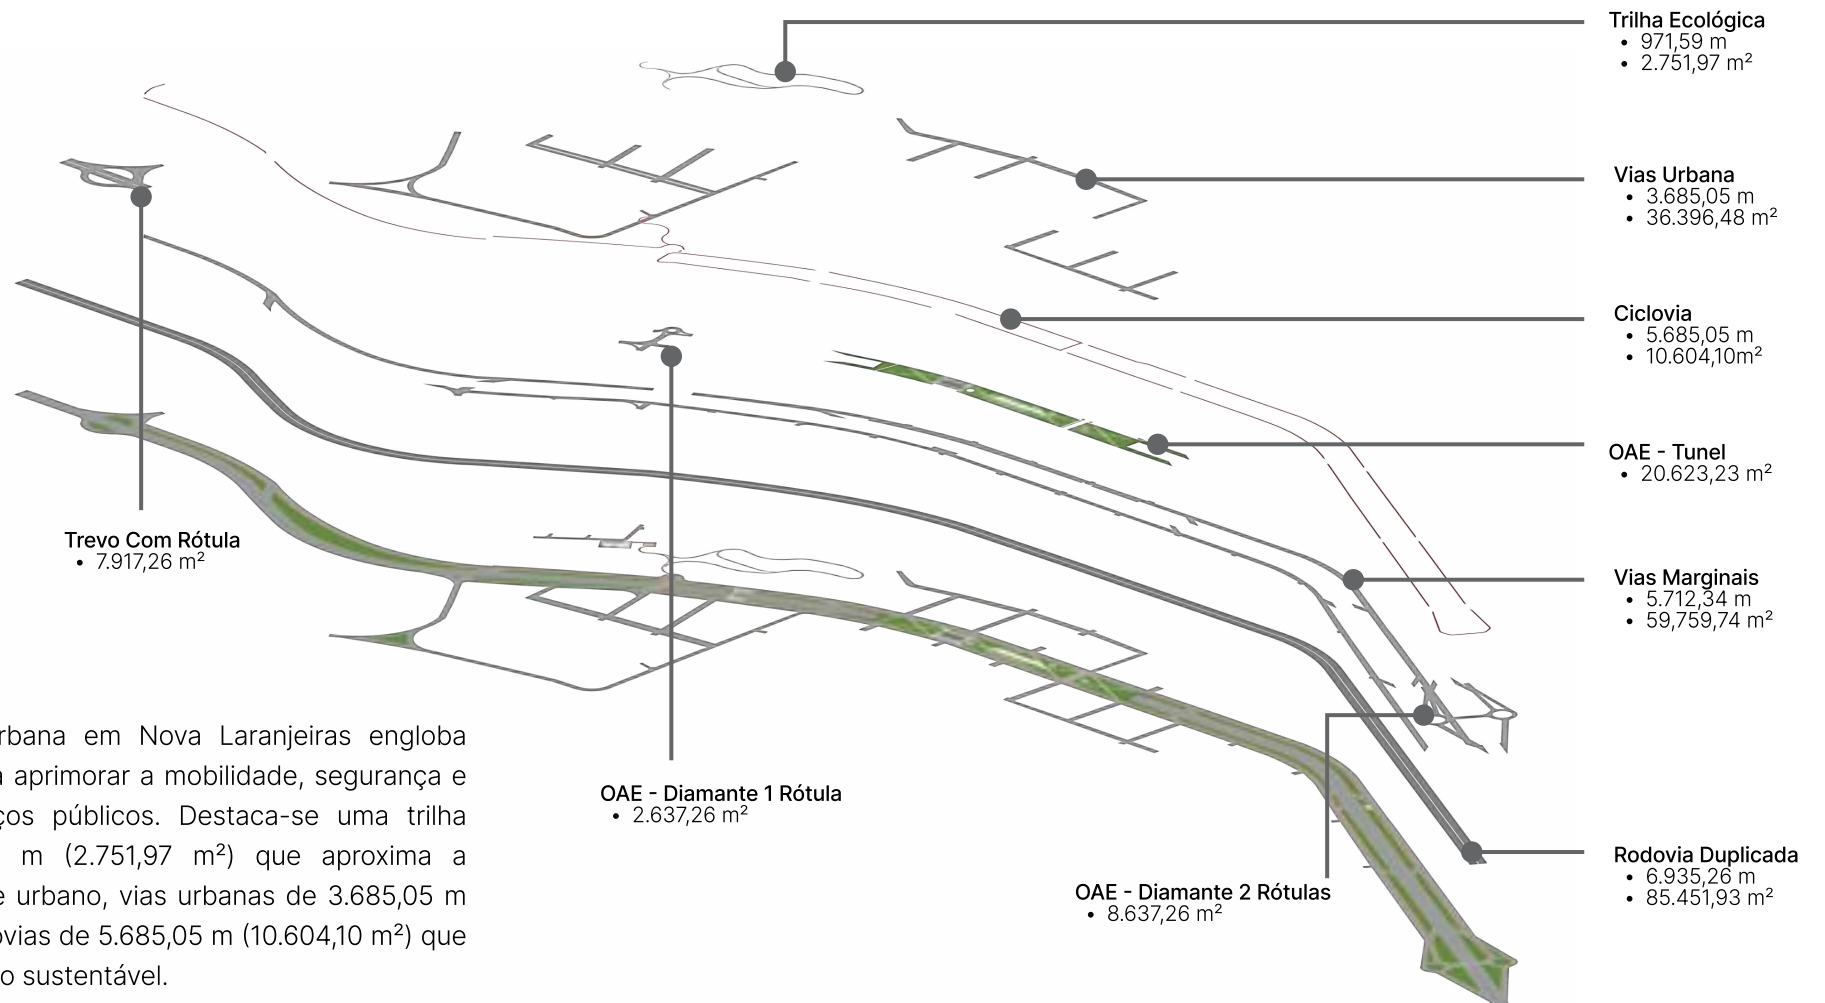 Trilha Ecológica
• 971,59 m
• 2.751,97 m²
Vias Urbana
• 3.685,05 m
• 36.396,48 m²
Ciclovia
• 5.685,05 m
• 10.604,10m²
OAE - Tunel
• 20.623,23 m²
Trevo Com Rótula
• 7.917,26 m²
Vias Marginais
• 5.712,34 m
• 59,759,74 m²
OAE - Diamante 1 Rótula
• 2.637,26 m²
OAE - Diamante 2 Rótulas
• 8.637,26 m²
Rodovia Duplicada
• 6.935,26 m
• 85.451,93 m²
rbana em Nova Laranjeiras engloba
a aprimorar a mobilidade, segurança e
ços públicos. Destaca-se uma trilha
m (2.751,97 m²) que aproxima a
e urbano, vias urbanas de 3.685,05 m
ovias de 5.685,05 m (10.604,10 m²) que
o sustentável.